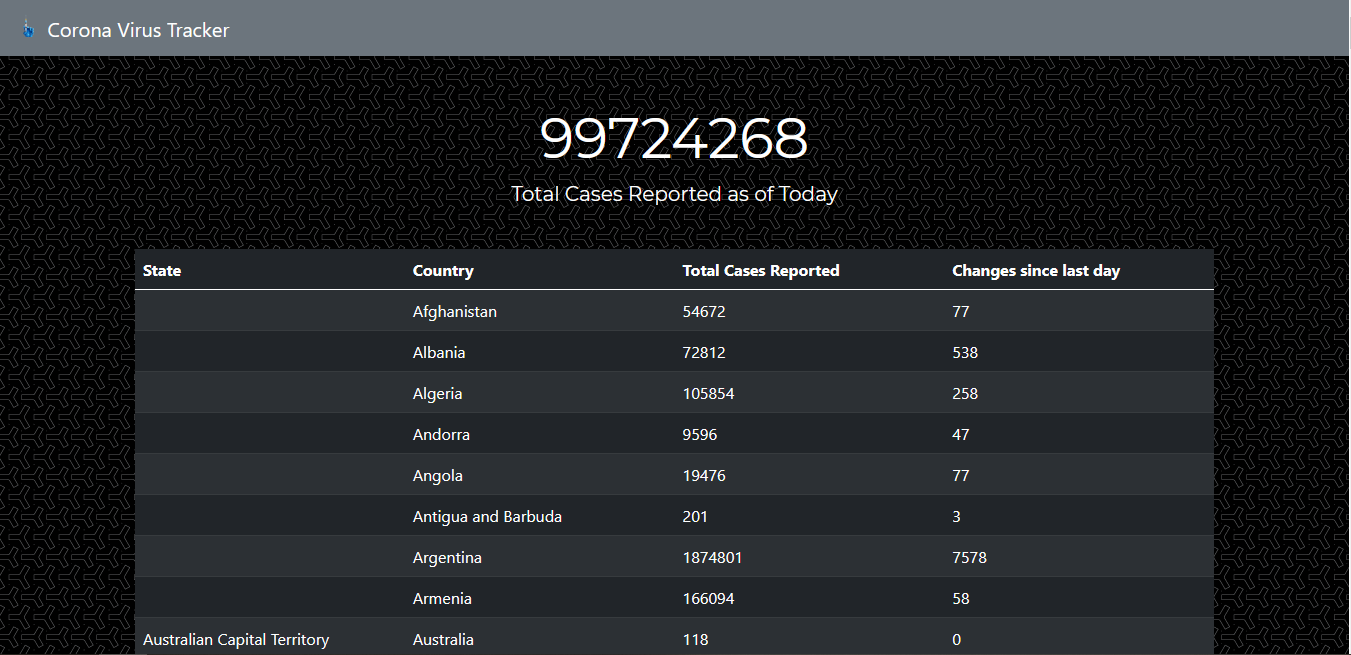 Corona Virus Tracker
99724268
Total Cases Reported as of Today
State Country Total Cases Reported Changes since last day
Afghanistan 54672 77
Albania 72812 538
Algeria 105854 258
Andorra 9596 47
Angola 19476 77
Antigua and Barbuda 201 3
Argentina 1874801 7578
Armenia 166094 58
Australian Capital Territory Australia 118 0